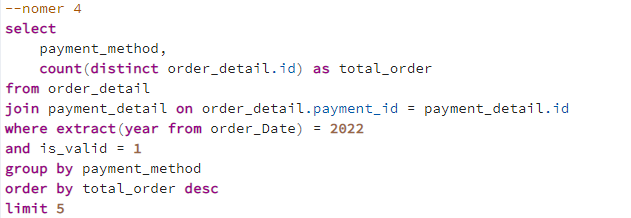 --nomer 4
select
    payment_method,
    count(distinct order_detail.id) as total_order
from order_detail
join payment_detail on order_detail.payment_id = payment_detail.id
where extract(year from order_Date) = 2022
and is_valid = 1
group by payment_method
order by total_order desc
limit 5